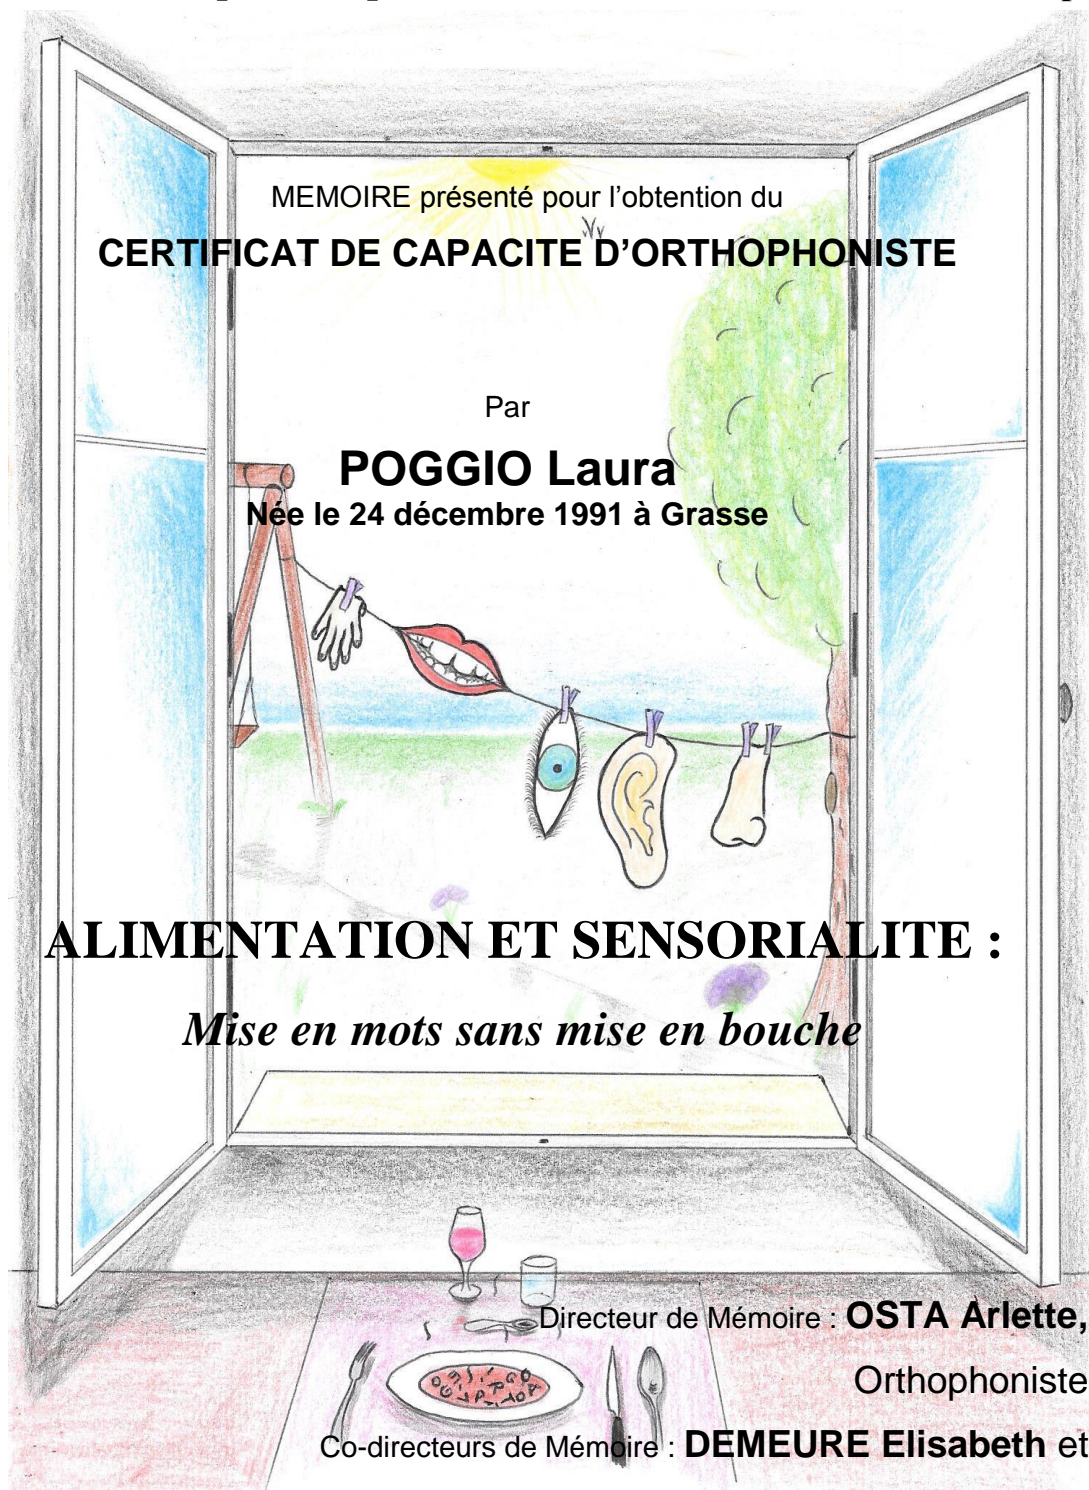 MEMOIRE présenté pour l’obtention du
CERTIFICAT DE CAPACITE D’ORTHOPHONISTE
Par
POGGIO Laura
Née le 24 décembre 1991 à Grasse
ALIMENTATION ET SENSORIALITE :
Mise en mots sans mise en bouche
Directeur de Mémoire : OSTA Arlette,
Orthophoniste
Co-directeurs de Mémoire : DEMEURE Elisabeth et